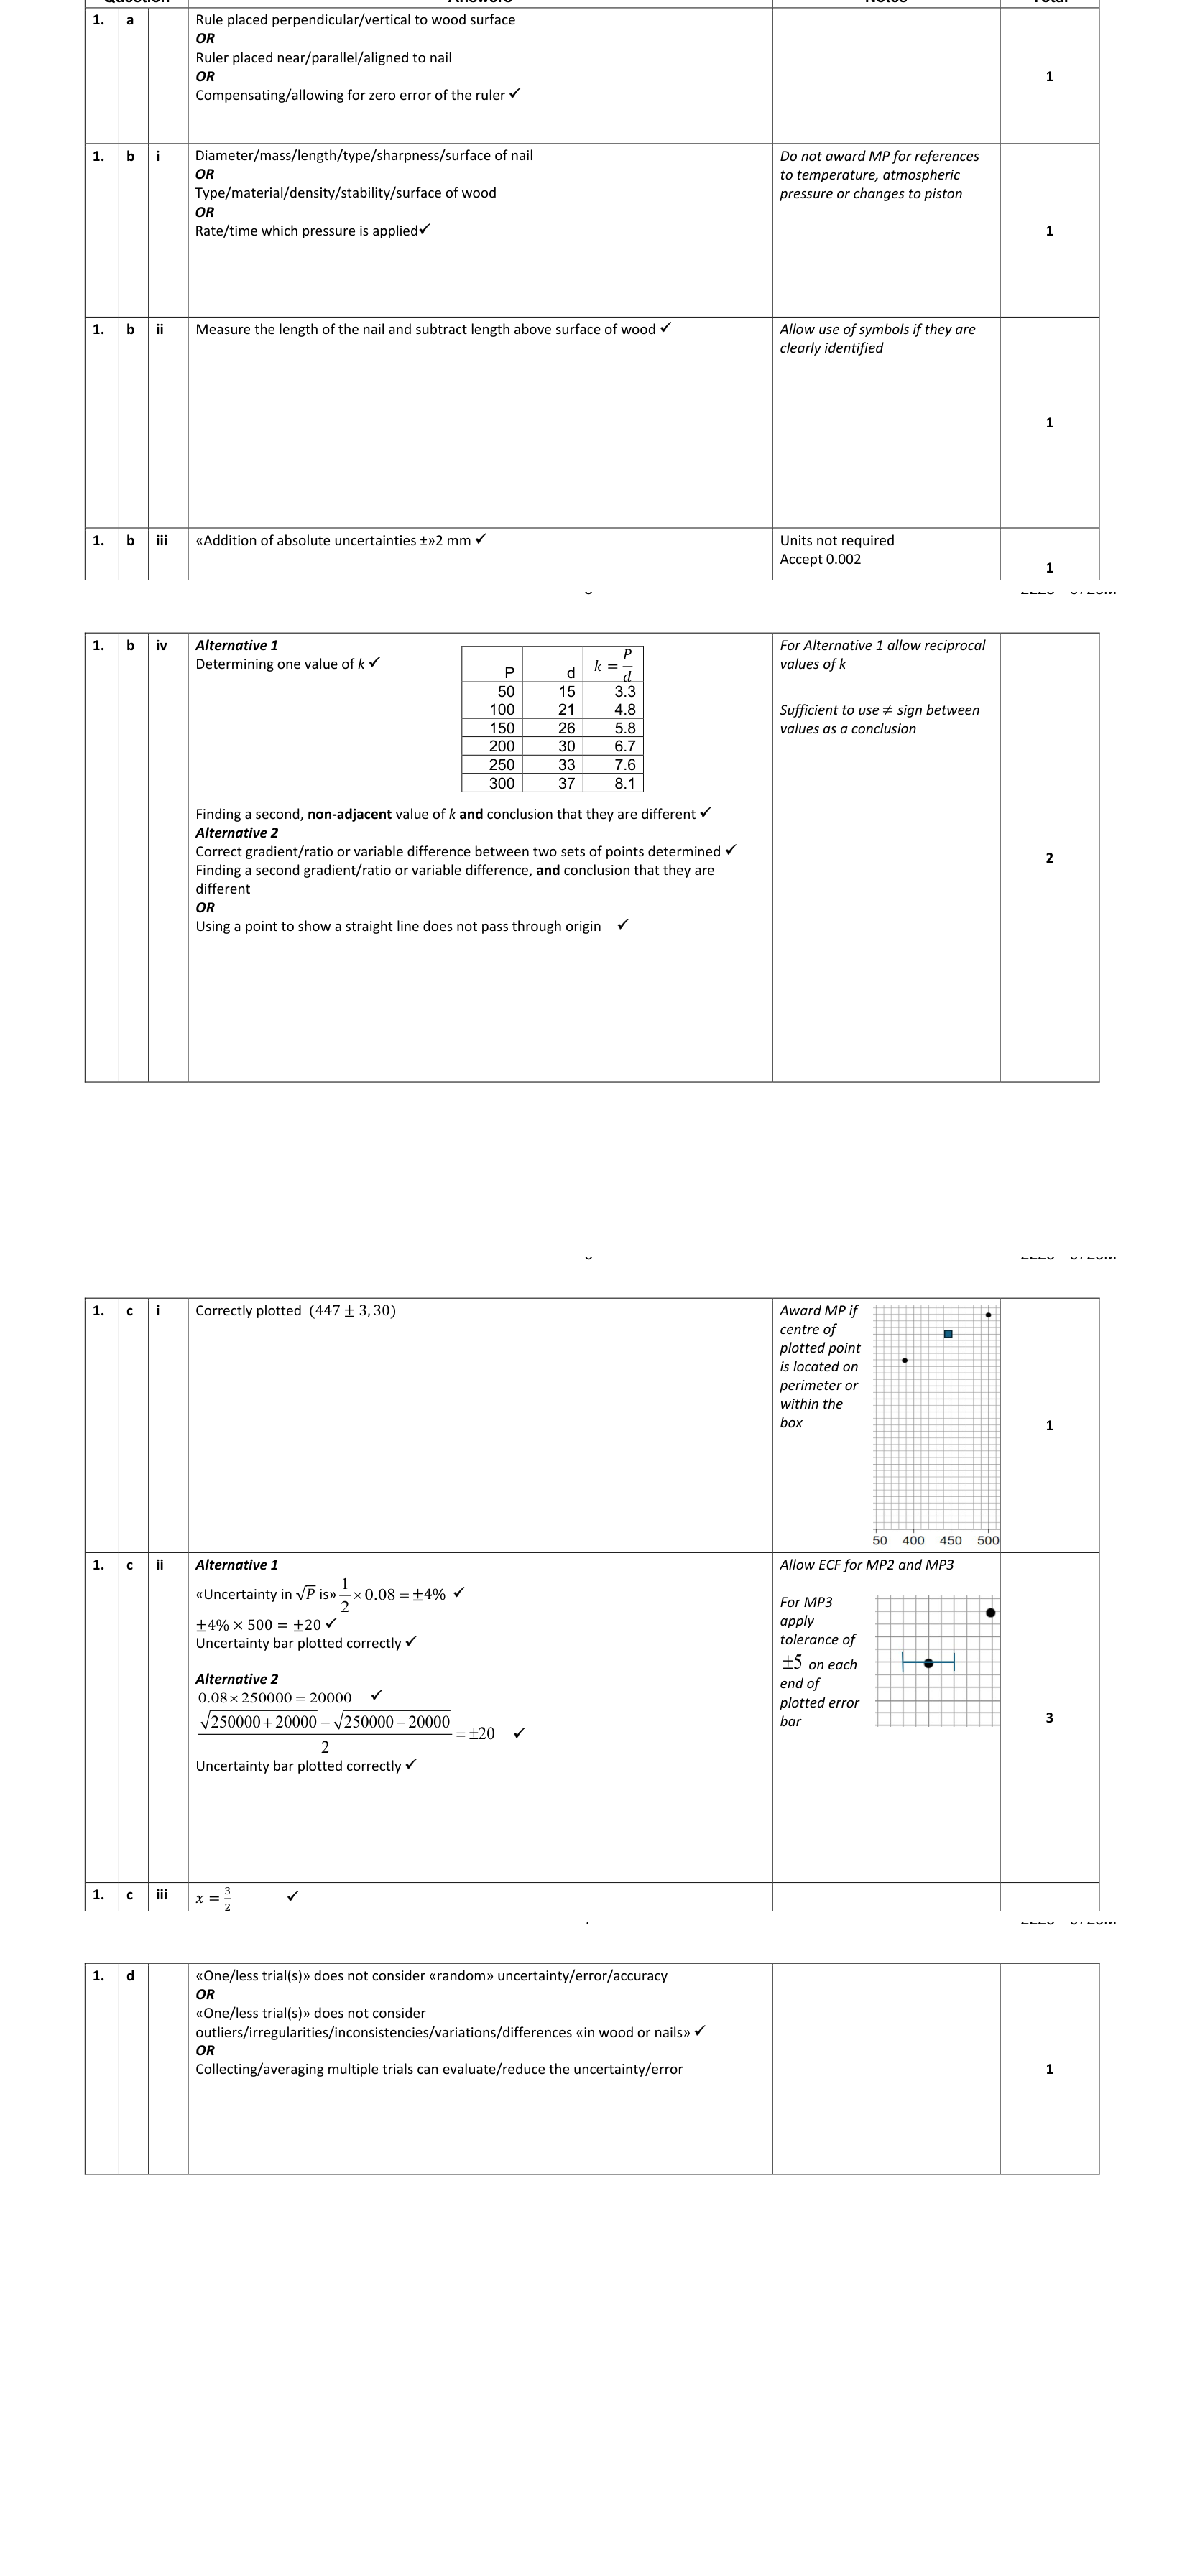 1. a Rule placed perpendicular/vertical to wood surface
OR
Ruler placed near/parallel/aligned to nail
OR
1
Compensating/allowing for zero error of the ruler ✓
1. b i Diameter/mass/length/type/sharpness/surface of nail
OR
Type/material/density/stability/surface of wood
OR
Rate/time which pressure is applied✓
Do not award MP for references
to temperature, atmospheric
pressure or changes to piston
1
1. b ii Measure the length of the nail and subtract length above surface of wood ✓
Allow use of symbols if they are
clearly identified
1
1. b iii «Addition of absolute uncertainties ±»2 mm ✓
Units not required
Accept 0.002
1
1. b iv Alternative 1
Determining one value of k ✓
P d k = P/d
50 15 3.3
100 21 4.8
150 26 5.8
200 30 6.7
250 33 7.6
300 37 8.1
Finding a second, non-adjacent value of k and conclusion that they are different ✓
Alternative 2
Correct gradient/ratio or variable difference between two sets of points determined ✓
Finding a second gradient/ratio or variable difference, and conclusion that they are
different
OR
Using a point to show a straight line does not pass through origin ✓
For Alternative 1 allow reciprocal
values of k
Sufficient to use ≠ sign between
values as a conclusion
2
1. c i Correctly plotted (447 ± 3, 30)
Award MP if
centre of
plotted point
is located on
perimeter or
within the
box
50 400 450 500
1
1. c ii Alternative 1
«Uncertainty in √P is» 1/2 × 0.08 = ±4% ✓
±4% × 500 = ±20 ✓
Uncertainty bar plotted correctly ✓
Alternative 2
0.08 × 250000 = 20000 ✓
(√(250000 + 20000) − √(250000 − 20000))/2 = ±20 ✓
Uncertainty bar plotted correctly ✓
Allow ECF for MP2 and MP3
For MP3
apply
tolerance of
±5 on each
end of
plotted error
bar
3
1. c iii x = 3/2 ✓
1. d «One/less trial(s)» does not consider «random» uncertainty/error/accuracy
OR
«One/less trial(s)» does not consider
outliers/irregularities/inconsistencies/variations/differences «in wood or nails» ✓
OR
Collecting/averaging multiple trials can evaluate/reduce the uncertainty/error
1